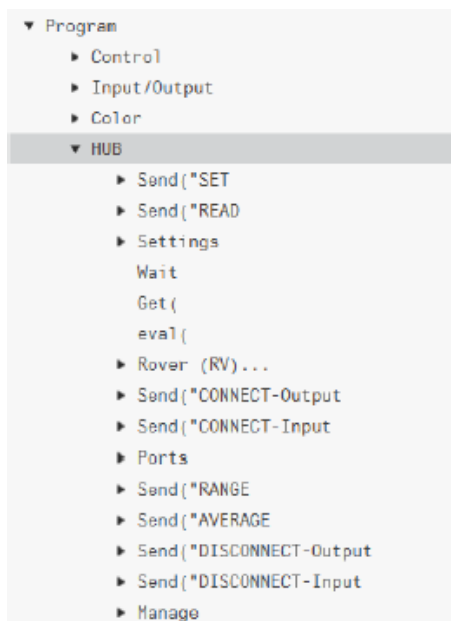 Program
Control
Input/Output
Color
HUB
Send("SET
Send("READ
Settings
Wait
Get(
eval(
Rover (RV)...
Send("CONNECT-Output
Send("CONNECT-Input
Ports
Send("RANGE
Send("AVERAGE
Send("DISCONNECT-Output
Send("DISCONNECT-Input
Manage